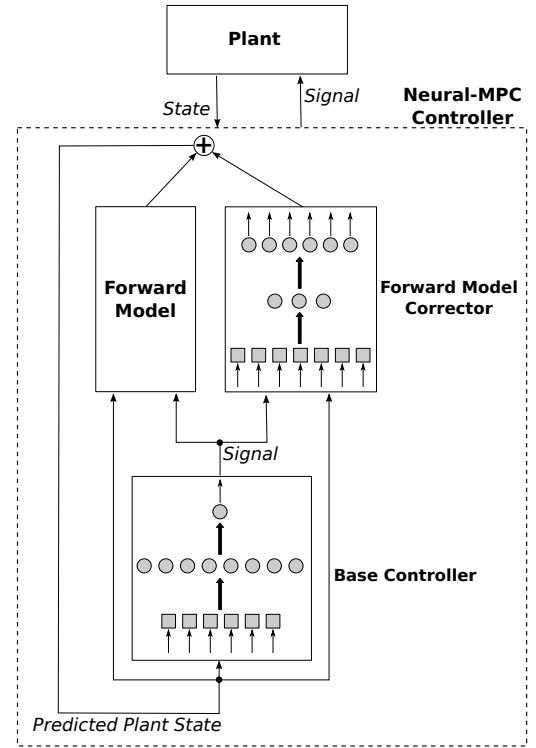 Plant
State
Signal
Neural-MPC
Controller
+
Forward
Model
Forward Model
Corrector
Signal
Base Controller
Predicted Plant State